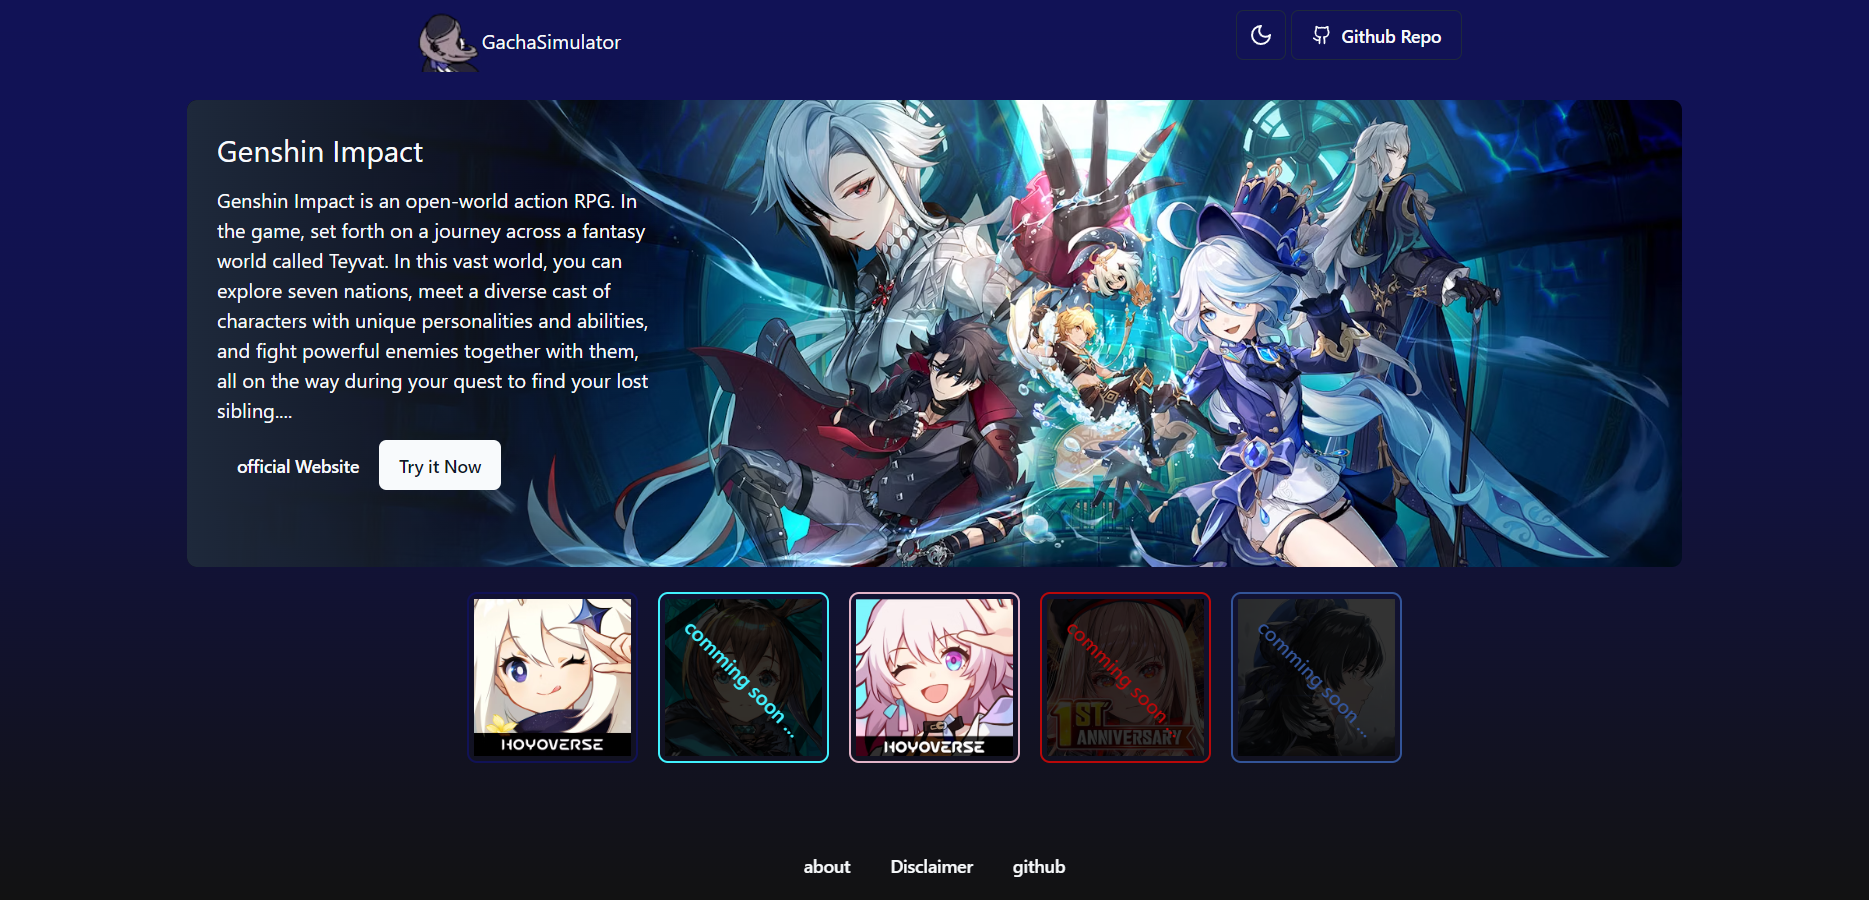 GachaSimulator
Github Repo
Genshin Impact
Genshin Impact is an open-world action RPG. In
the game, set forth on a journey across a fantasy
world called Teyvat. In this vast world, you can
explore seven nations, meet a diverse cast of
characters with unique personalities and abilities,
and fight powerful enemies together with them,
all on the way during your quest to find your lost
sibling....
official Website
Try it Now
HOYOVERSE
comming soon ...
HOYOVERSE
comming soon ...
1ST
ANNIVERSARY
comming soon ...
about
Disclaimer
github